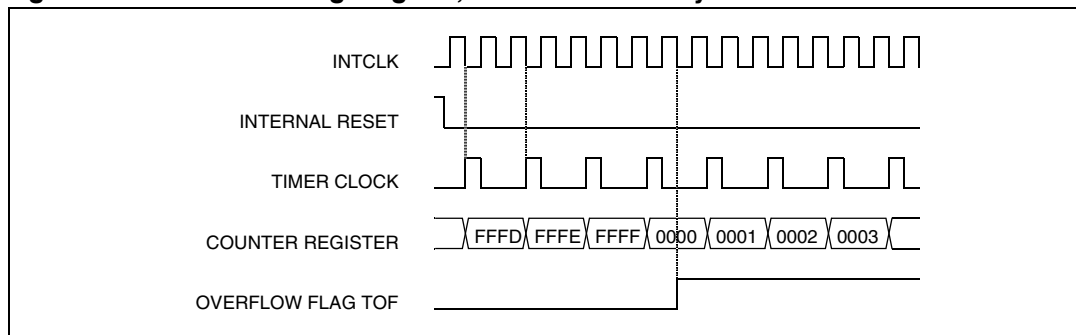 INTCLK
INTERNAL RESET
TIMER CLOCK
COUNTER REGISTER FFFD FFFE FFFF 0000 0001 0002 0003
OVERFLOW FLAG TOF